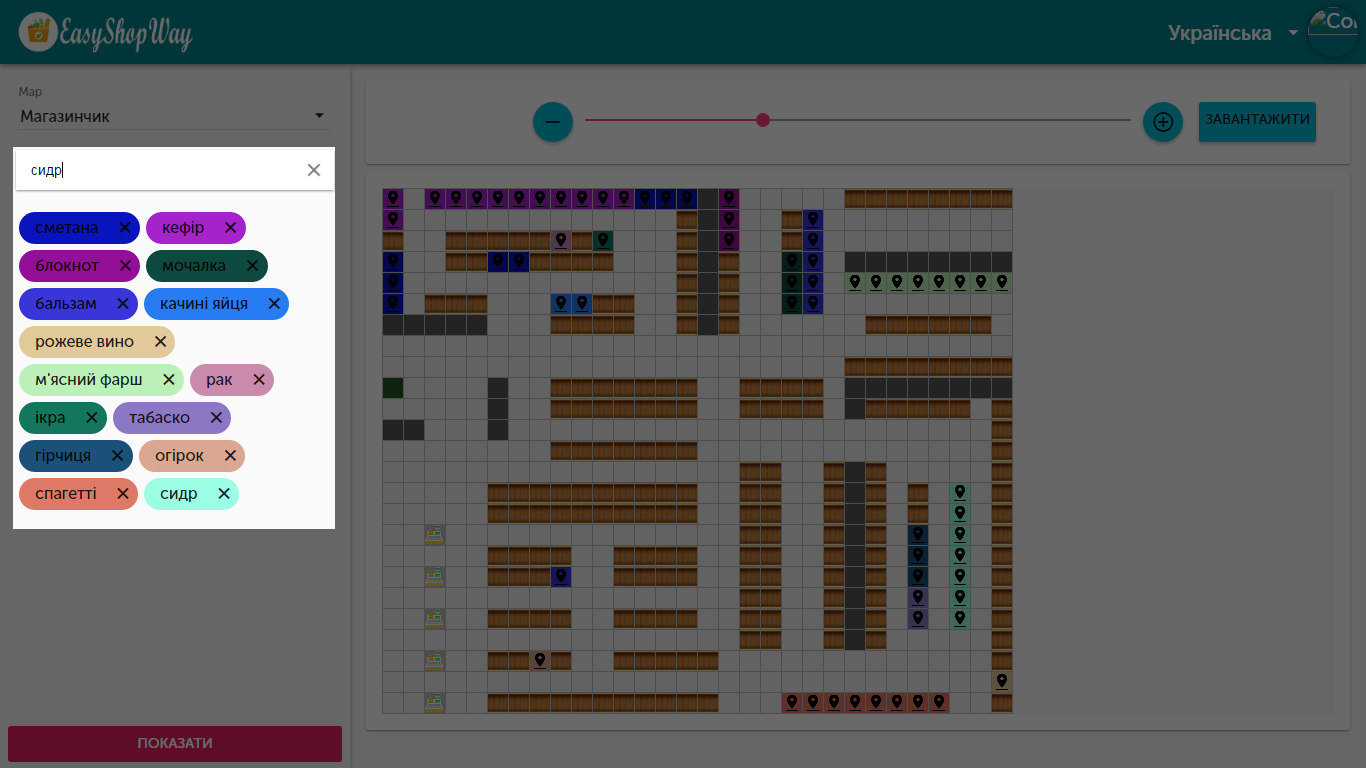 EasyShopWay
Українська
Co
Map
Магазинчик
ЗАВАНТАЖИТИ
сидр
сметана
кефір
блокнот
мочалка
бальзам
качині яйця
рожеве вино
м'ясний фарш
рак
ікра
табаско
гірчиця
огірок
спагетті
сидр
ПОКАЗАТИ